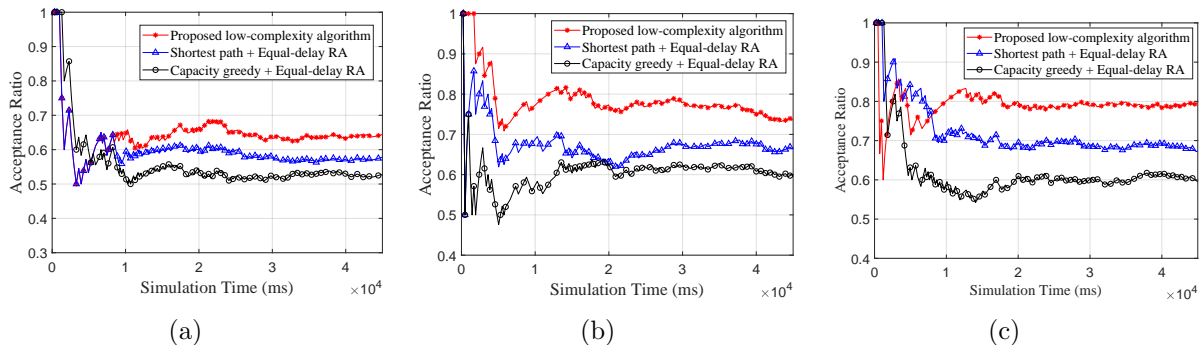 1
0.9
0.8
0.7
0.6
0.5
0.4
0.3
Acceptance Ratio
Proposed low-complexity algorithm
Shortest path + Equal-delay RA
Capacity greedy + Equal-delay RA
0 1 2 3 4
Simulation Time (ms)
×10^4
(a)
1
0.9
0.8
0.7
0.6
0.5
0.4
Acceptance Ratio
Proposed low-complexity algorithm
Shortest path + Equal-delay RA
Capacity greedy + Equal-delay RA
0 1 2 3 4
Simulation Time (ms)
×10^4
(b)
1
0.9
0.8
0.7
0.6
0.5
0.4
Acceptance Ratio
Proposed low-complexity algorithm
Shortest path + Equal-delay RA
Capacity greedy + Equal-delay RA
0 1 2 3 4
Simulation Time (ms)
×10^4
(c)